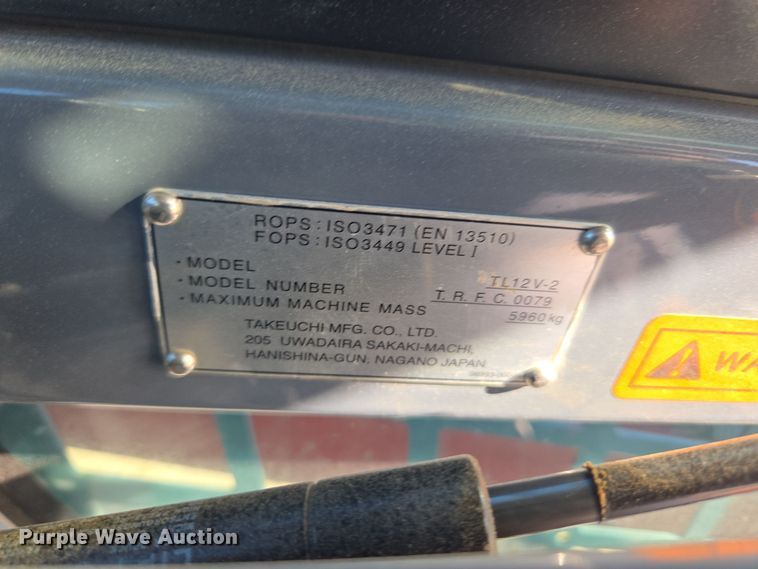 ROPS : ISO3471 (EN 13510)
FOPS : ISO3449 LEVEL I
· MODEL TL12V-2
· MODEL NUMBER T. R. F. C. 0079
· MAXIMUM MACHINE MASS 5960kg
TAKEUCHI MFG. CO., LTD.
205 UWADAIRA SAKAKI-MACHI,
HANISHINA-GUN, NAGANO JAPAN
Purple Wave Auction